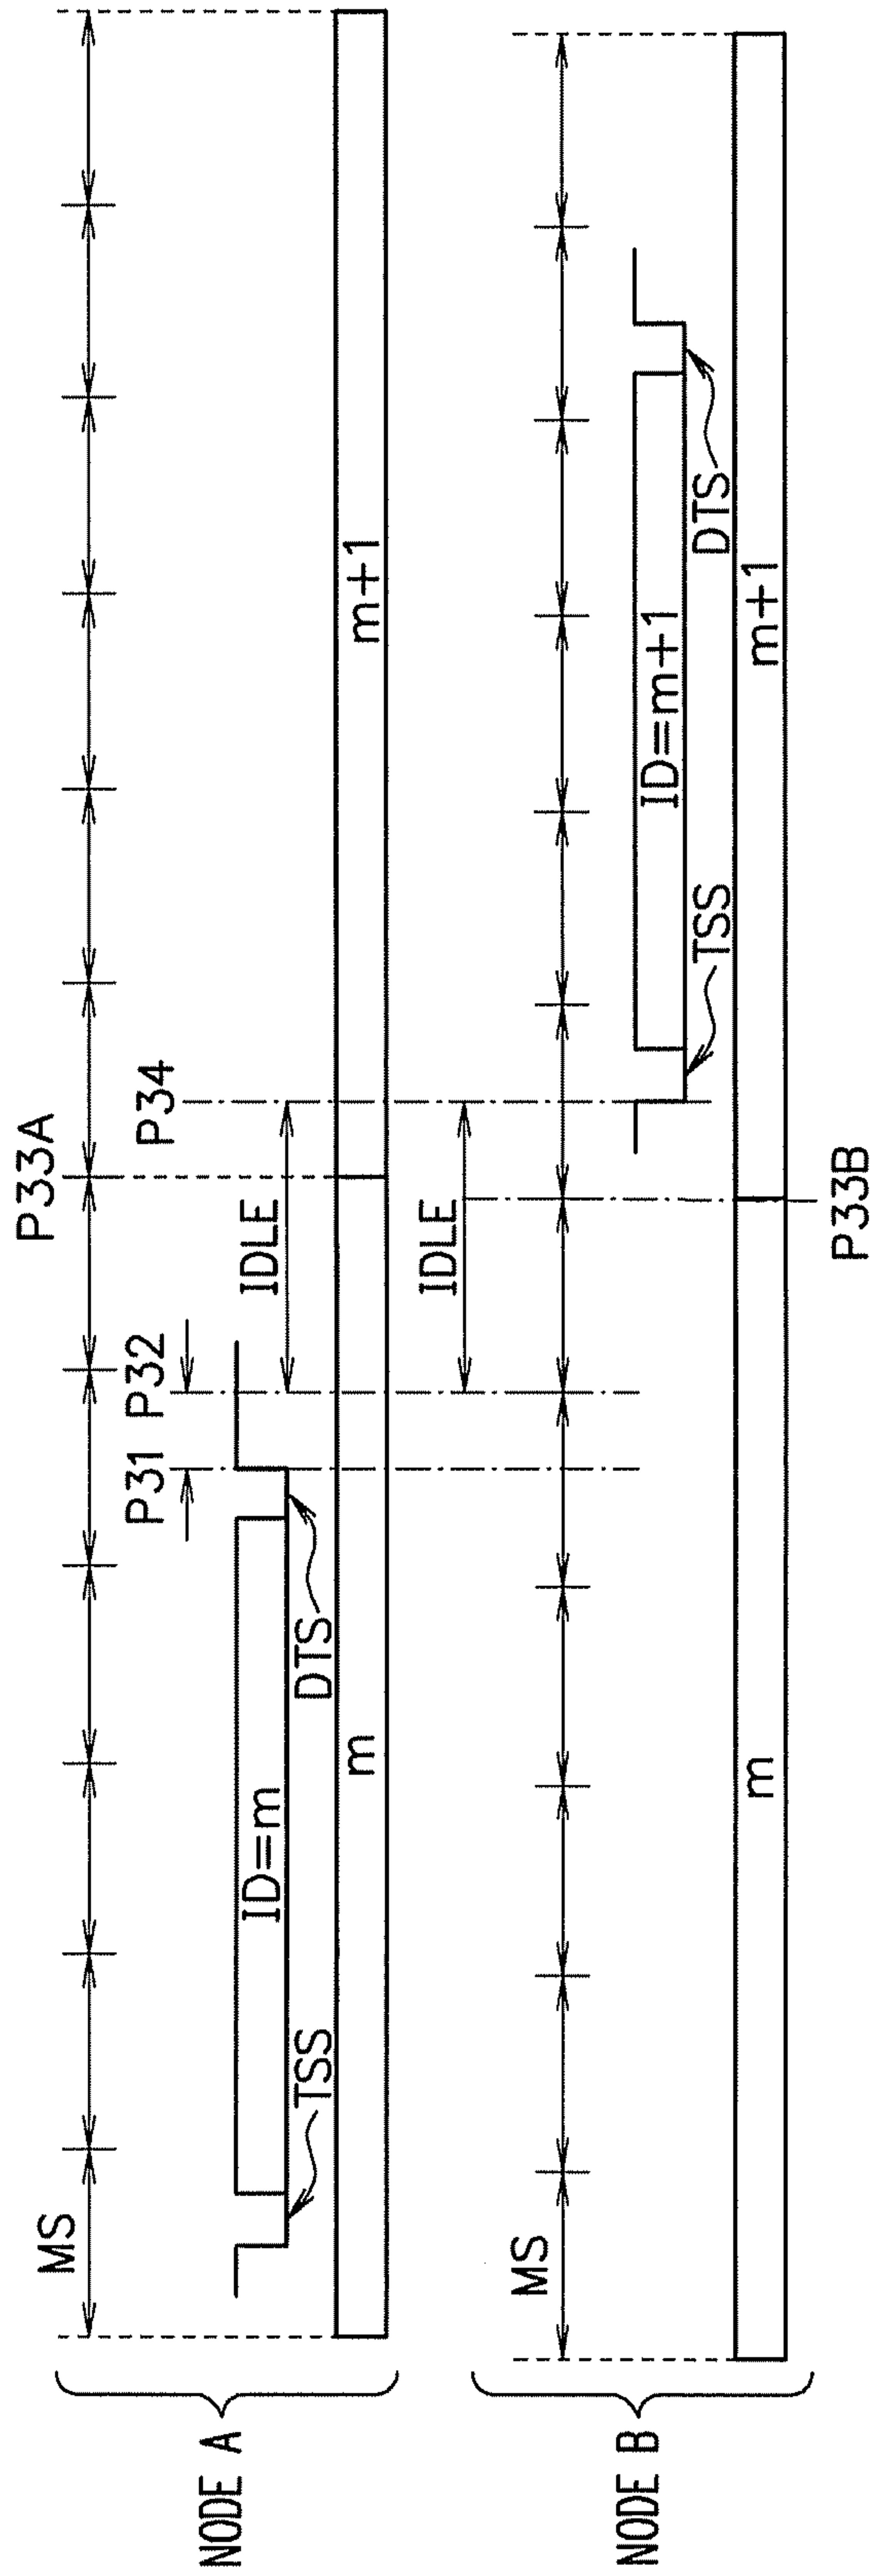 NODE A
MS
P33A
P31
P32
P34
TSS
ID=m
DTS
IDLE
m
m+1
NODE B
MS
IDLE
TSS
ID=m+1
DTS
m
m+1
P33B